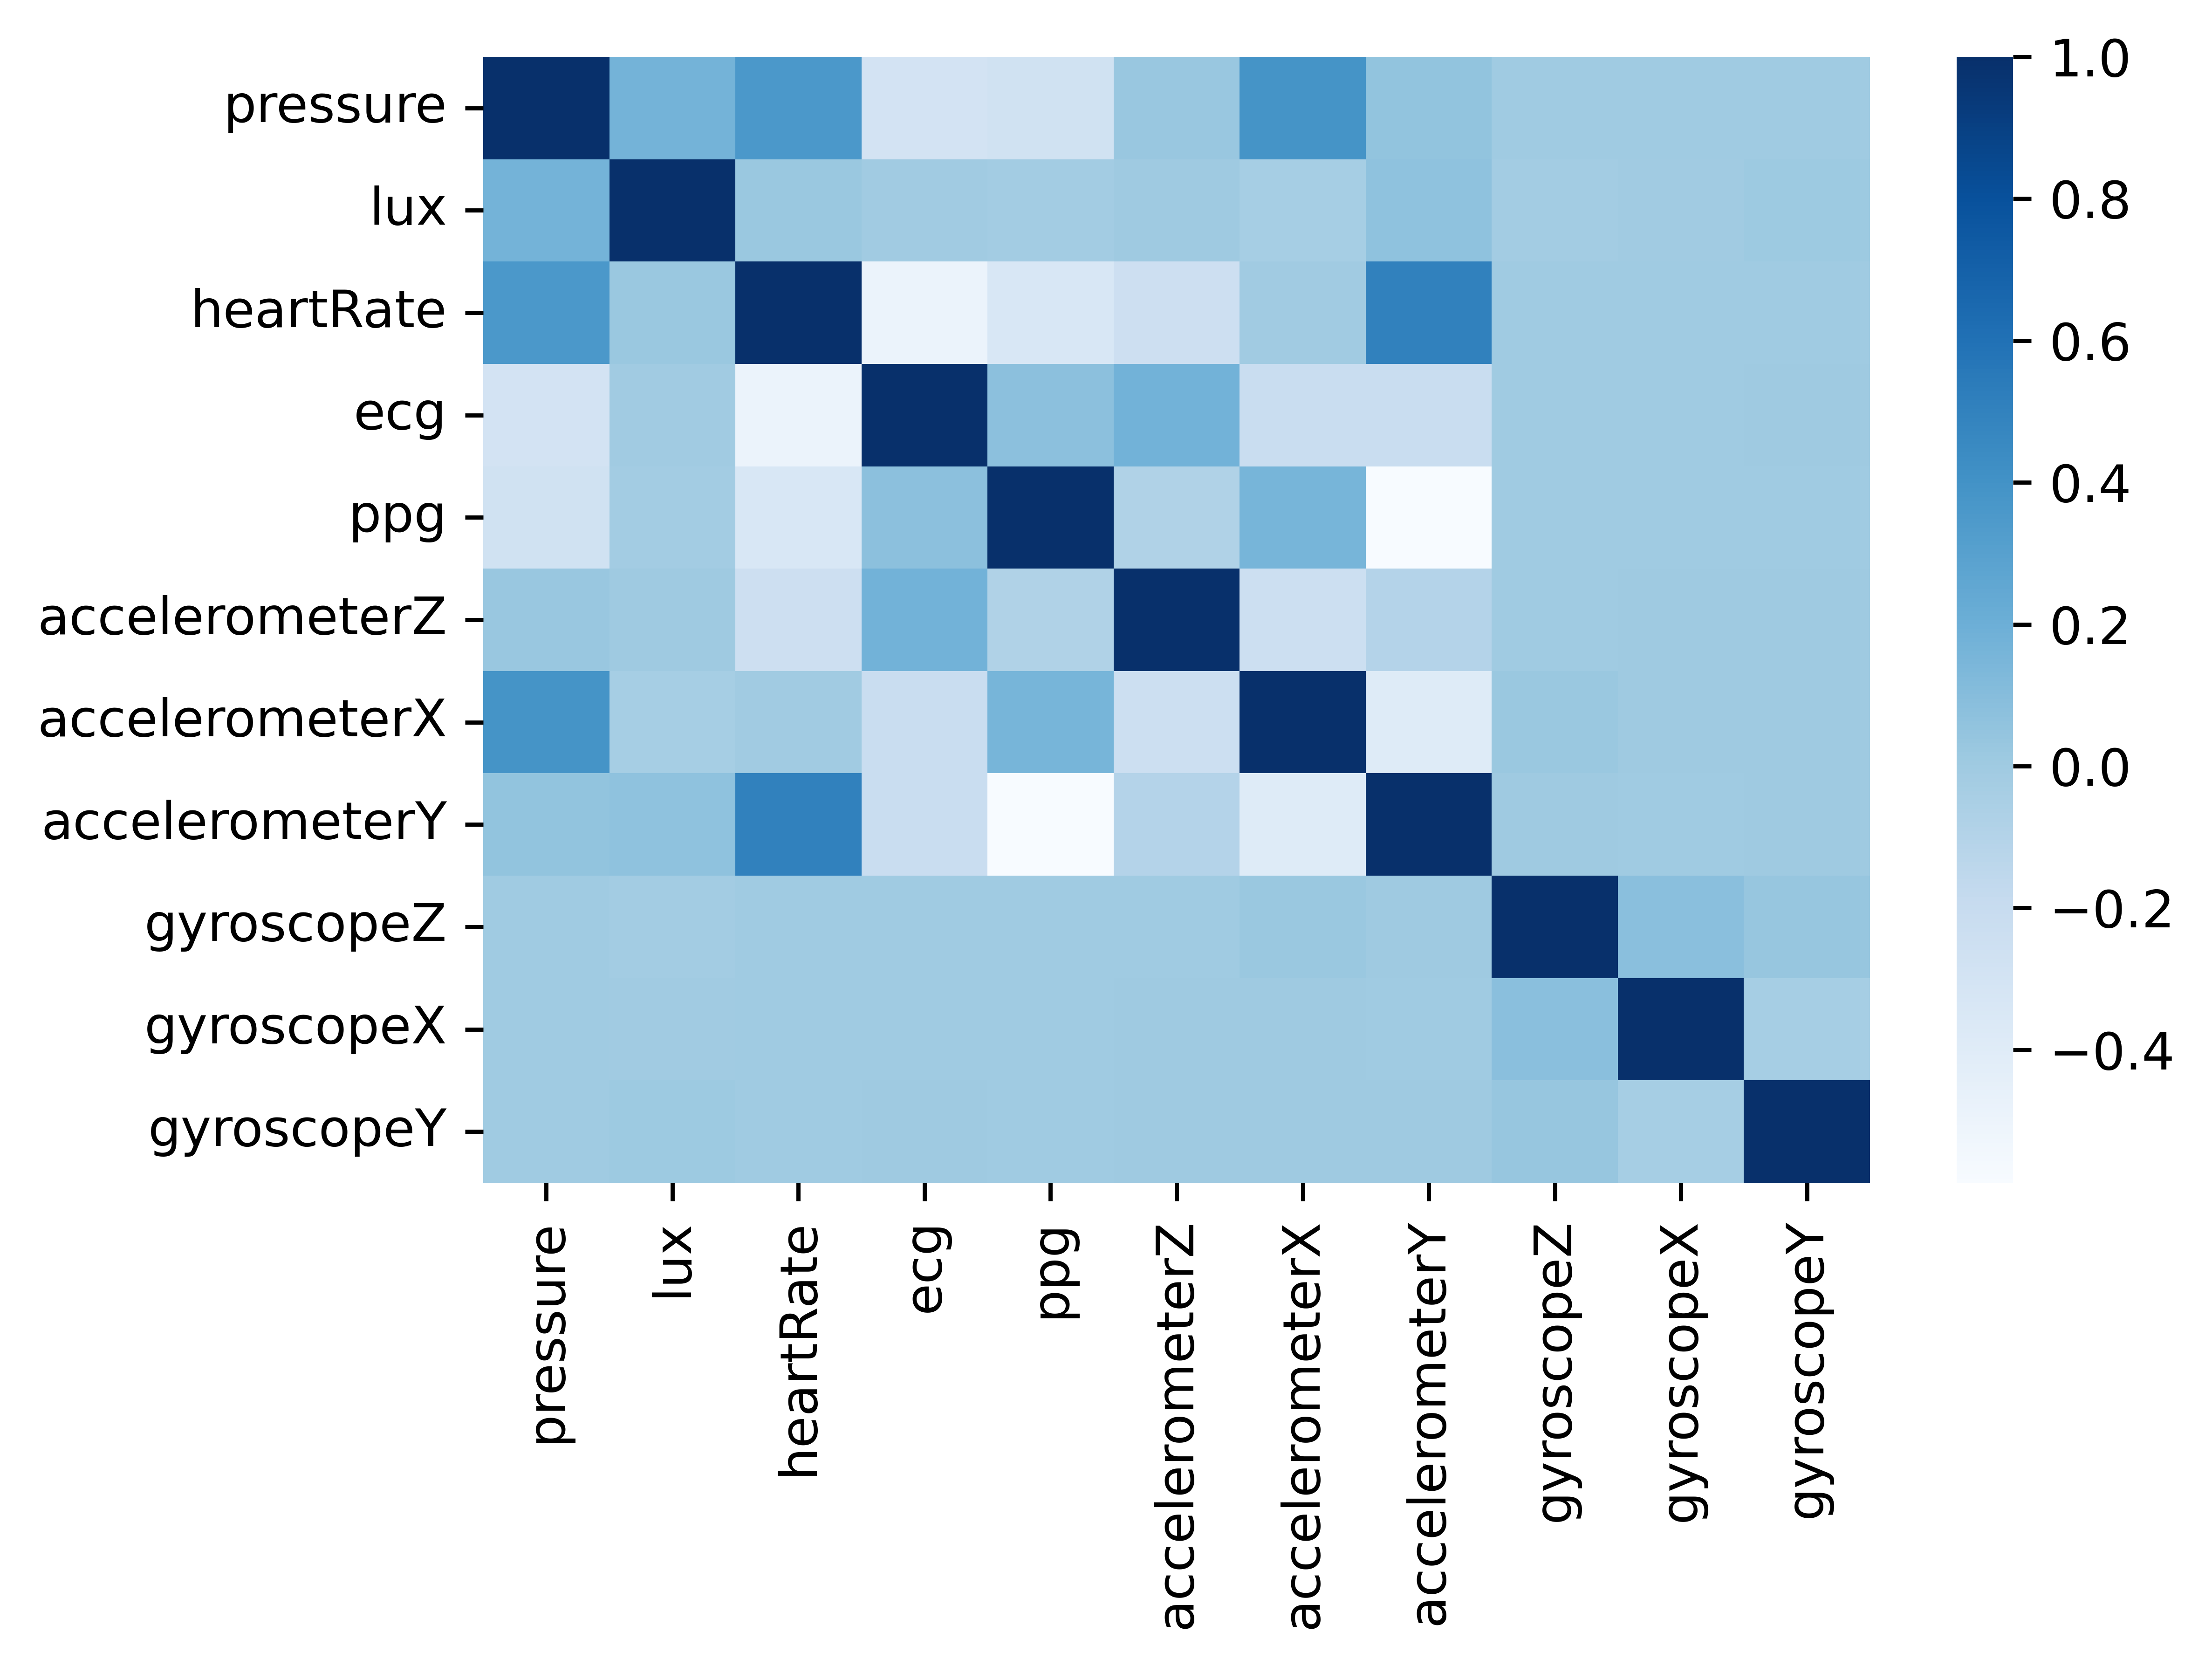 pressure
lux
heartRate
ecg
ppg
accelerometerZ
accelerometerX
accelerometerY
gyroscopeZ
gyroscopeX
gyroscopeY
pressure
lux
heartRate
ecg
ppg
accelerometerZ
accelerometerX
accelerometerY
gyroscopeZ
gyroscopeX
gyroscopeY
1.0
0.8
0.6
0.4
0.2
0.0
−0.2
−0.4